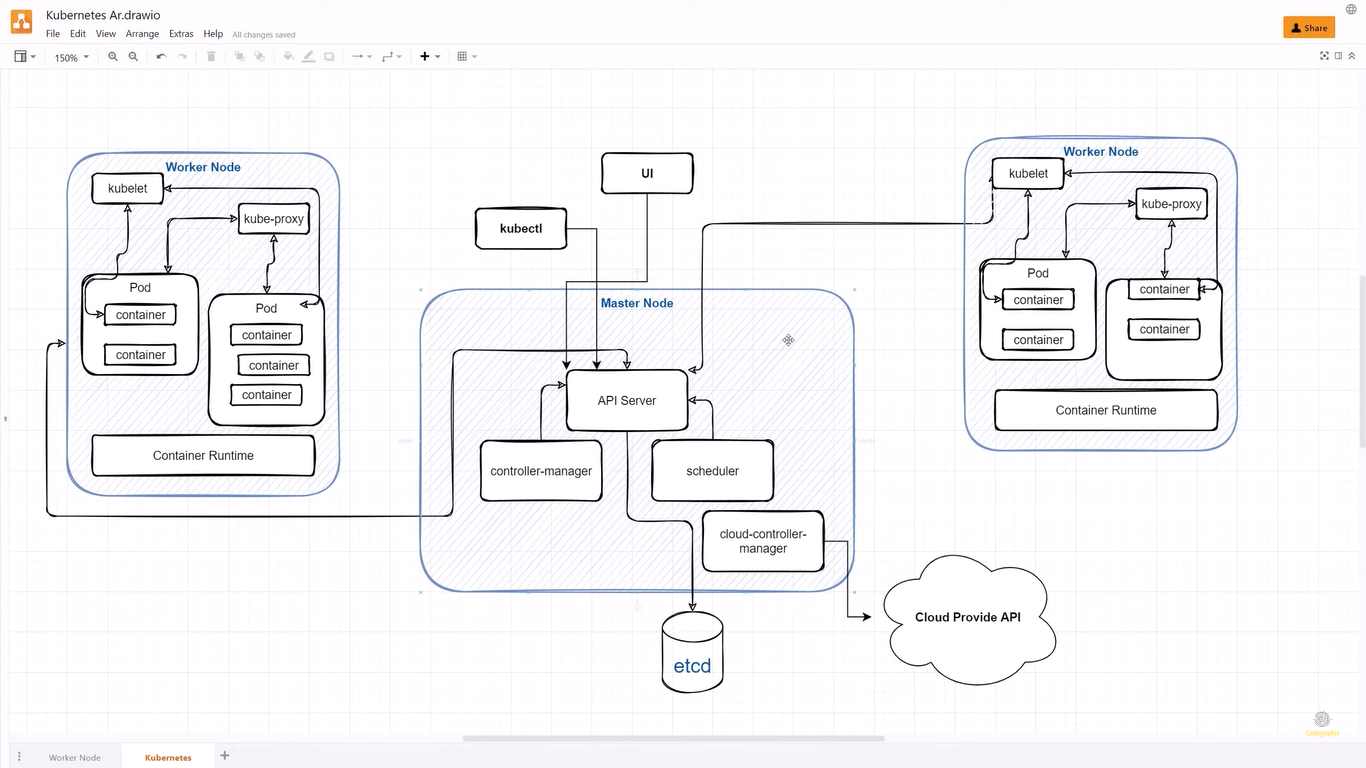 Kubernetes Ar.drawio
File Edit View Arrange Extras Help All changes saved
Share
150%
Worker Node
kubelet
kube-proxy
Pod
container
container
Pod
container
container
container
Container Runtime
UI
kubectl
Master Node
API Server
controller-manager
scheduler
cloud-controller-
manager
etcd
Cloud Provide API
Worker Node
kubelet
kube-proxy
Pod
container
container
container
container
Container Runtime
Codegraphix
Worker Node
Kubernetes